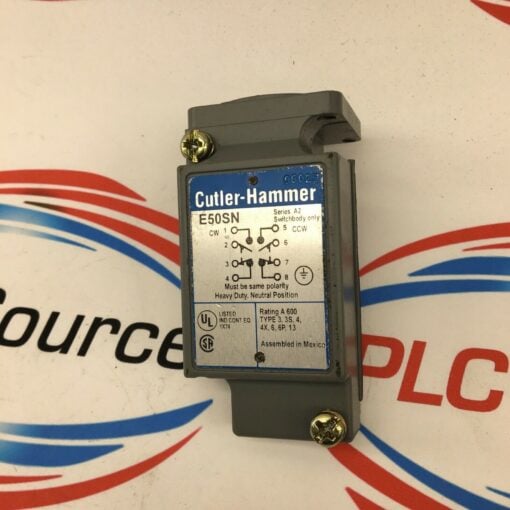 Cutler-Hammer
E50SN
Series A2
Switchbody only
CW 1 5 CCW
2 6
3 7
4 8
Must be same polarity
Heavy Duty, Neutral Position
UL LISTED
IND CONT EQ
Rating A 600
TYPE 3, 3S, 4,
4X, 6, 6P, 13
Assembled in Mexico
Source PLC